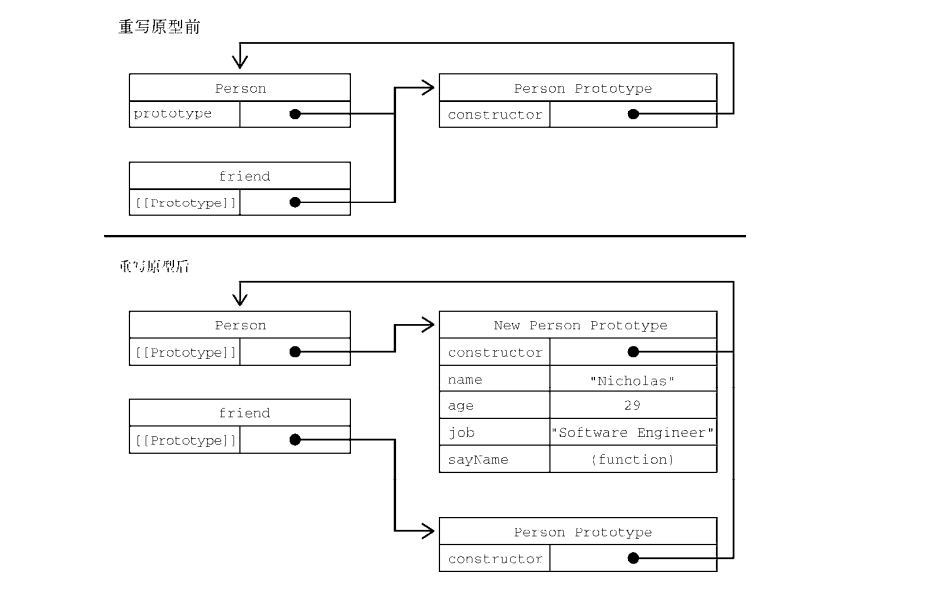 重写原型前
Person
Person Prototype
prototype
constructor
friend
[[Prototype]]
重写原型后
Person
New Person Prototype
[[Prototype]]
constructor
name "Nicholas"
age 29
friend
[[Prototype]]
job "Software Engineer"
sayName (function)
Person Prototype
constructor